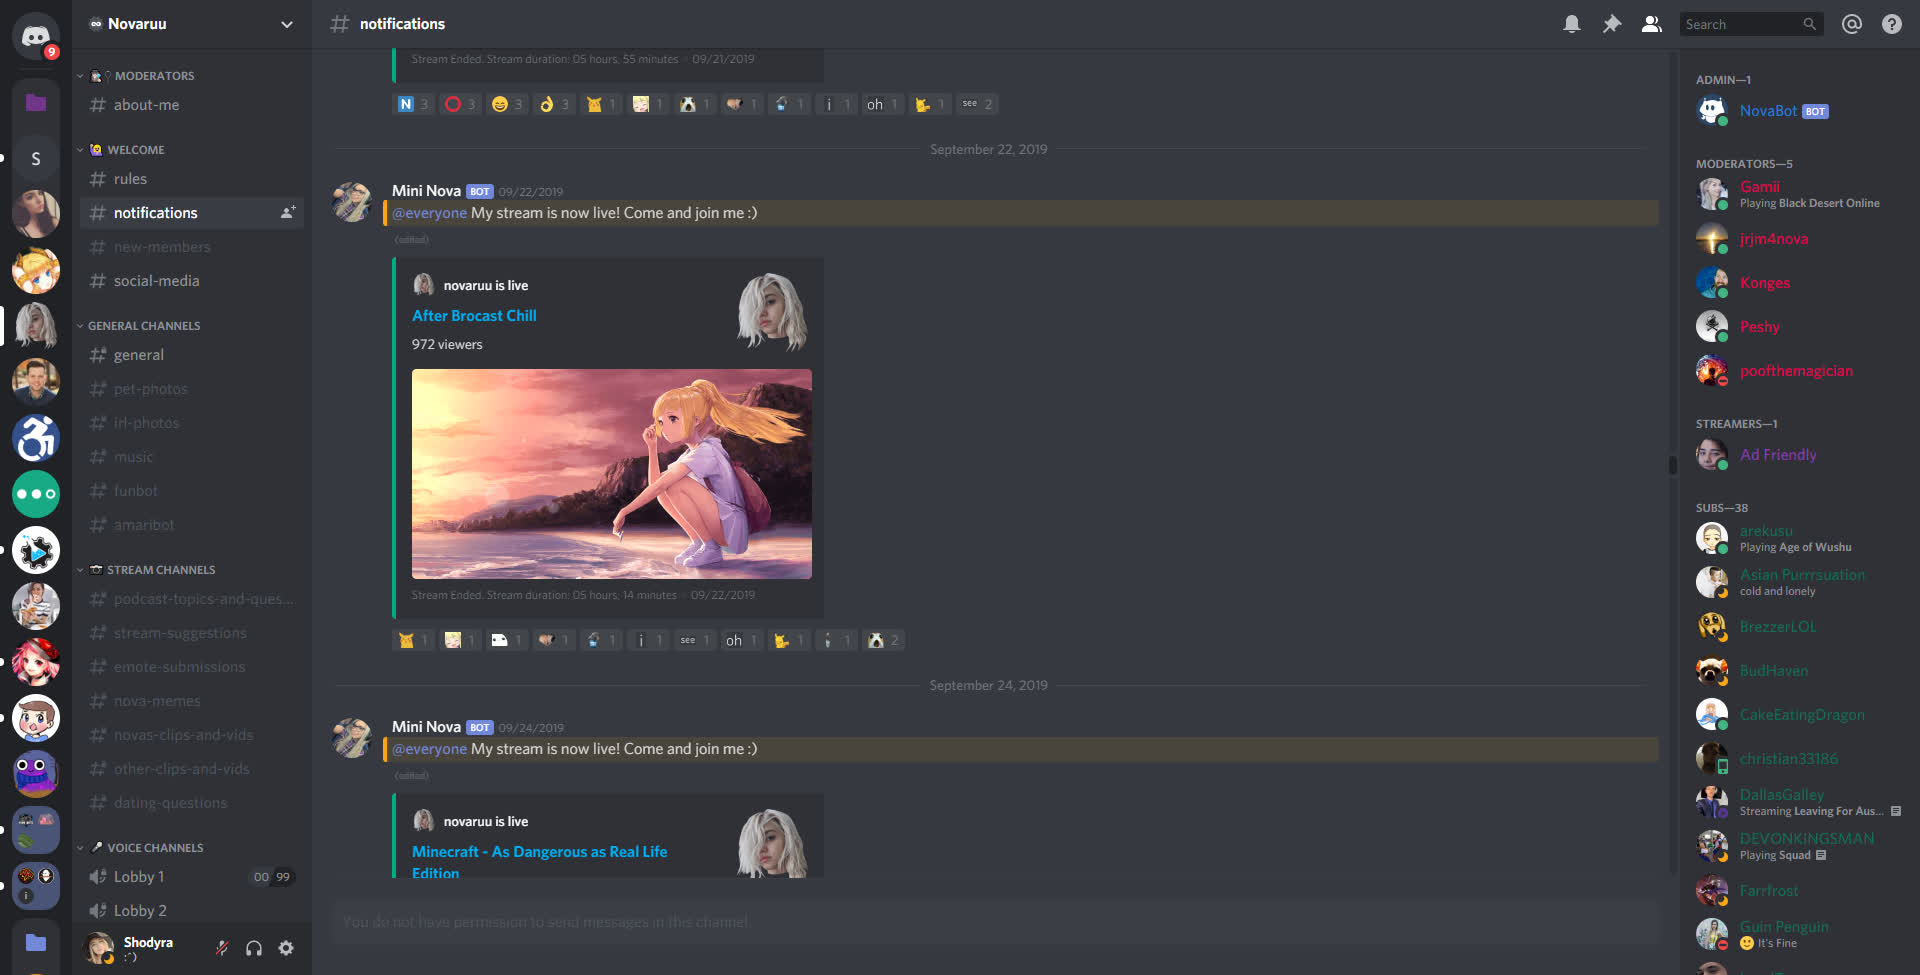 9
S
Novaruu
MODERATORS
about-me
WELCOME
rules
notifications
new-members
social-media
GENERAL CHANNELS
general
pet-photos
irl-photos
music
funbot
amaribot
STREAM CHANNELS
podcast-topics-and-ques...
stream-suggestions
emote-submissions
nova-memes
novas-clips-and-vids
other-clips-and-vids
dating-questions
VOICE CHANNELS
Lobby 1 00 99
Lobby 2
Shodyra
:^)
notifications
Search
Stream Ended. Stream duration: 05 hours, 55 minutes • 09/21/2019
N 3 3 3 3 1 1 1 1 1 i 1 oh 1 1 see 2
September 22, 2019
Mini Nova BOT 09/22/2019
@everyone My stream is now live! Come and join me :)
(edited)
novaruu is live
After Brocast Chill
972 viewers
Stream Ended. Stream duration: 05 hours, 14 minutes • 09/22/2019
1 1 1 1 1 i 1 see 1 oh 1 1 1 2
September 24, 2019
Mini Nova BOT 09/24/2019
@everyone My stream is now live! Come and join me :)
(edited)
novaruu is live
Minecraft - As Dangerous as Real Life
Edition
You do not have permission to send messages in this channel.
ADMIN—1
NovaBot BOT
MODERATORS—5
Gamii
Playing Black Desert Online
jrjm4nova
Konges
Peshy
poofthemagician
STREAMERS—1
Ad Friendly
SUBS—38
arekusu
Playing Age of Wushu
Asian Purrrsuation
cold and lonely
BrezzerLOL
BudHaven
CakeEatingDragon
christian33186
DallasGalley
Streaming Leaving For Aus...
DEVONKINGSMAN
Playing Squad
Farrfrost
Guin Penguin
It's Fine